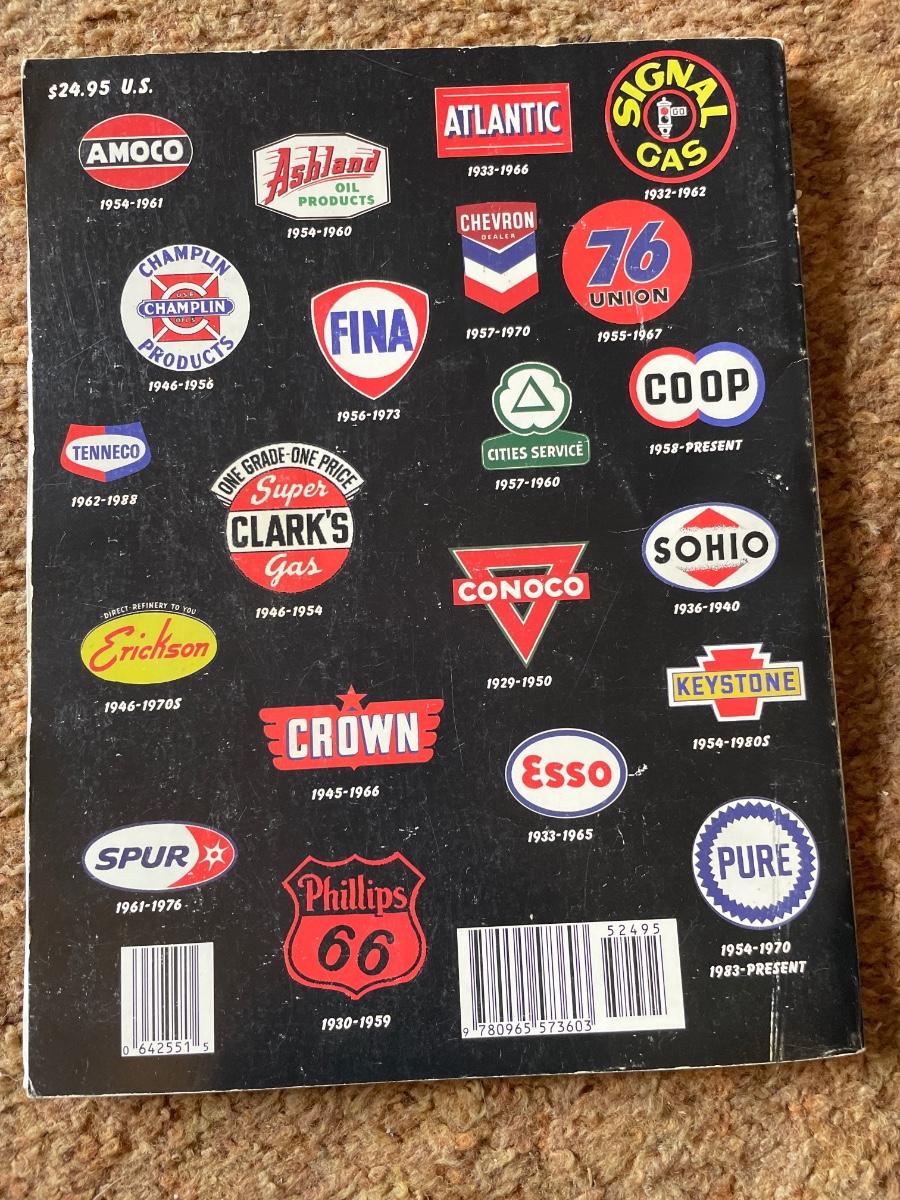 $24.95 U.S.
AMOCO
1954-1961
Ashland
OIL
PRODUCTS
1954-1960
ATLANTIC
1933-1966
SIGNAL
GO
GAS
1932-1962
CHAMPLIN
USE
CHAMPLIN
OILS
PRODUCTS
1946-1956
FINA
1956-1973
CHEVRON
DEALER
1957-1970
76
UNION
1955-1967
TENNECO
1962-1988
ONE GRADE-ONE PRICE
Super
CLARK'S
Gas
1946-1954
CITIES SERVICE
1957-1960
CO OP
1958-PRESENT
DIRECT-REFINERY TO YOU
Erickson
1946-1970S
CONOCO
1929-1950
SOHIO
1936-1940
CROWN
1945-1966
KEYSTONE
1954-1980S
Esso
1933-1965
SPUR
1961-1976
Phillips
66
1930-1959
PURE
1954-1970
1983-PRESENT
0 642551 5
52495
9 780965 573603